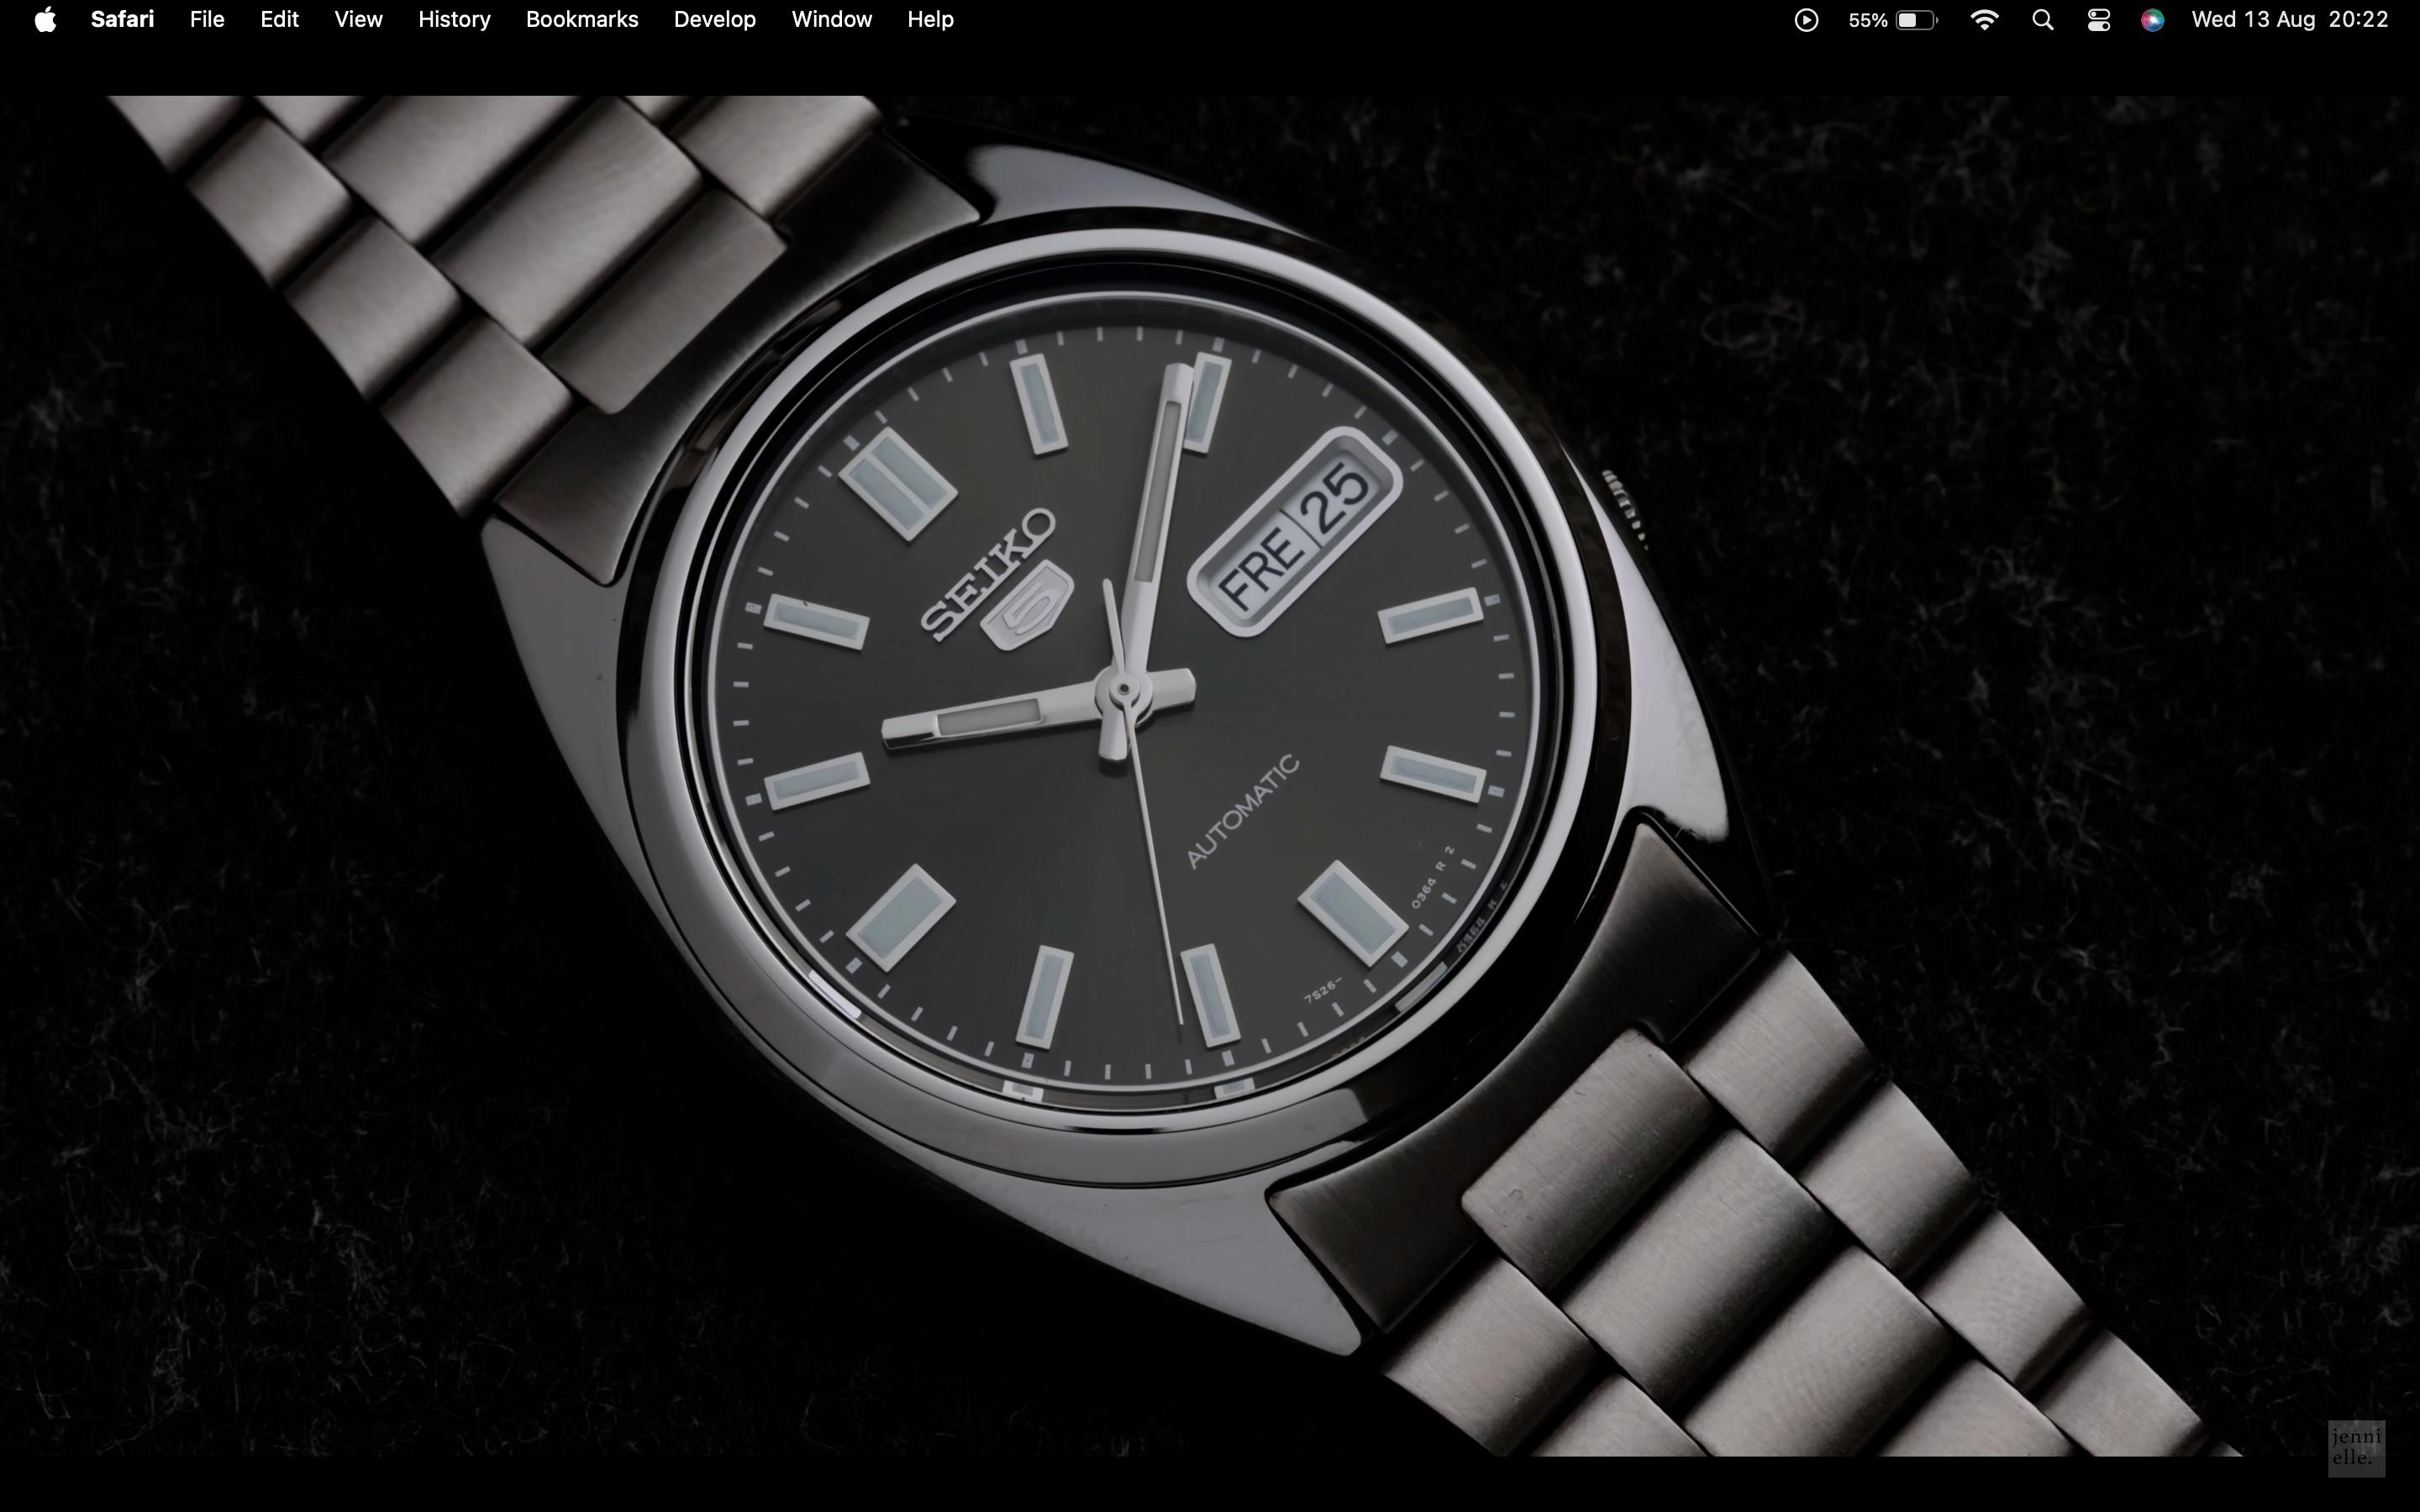 Safari File Edit View History Bookmarks Develop Window Help 55% Wed 13 Aug 20:22
SEIKO
5
FRE 25
AUTOMATIC
7S26-
0364 R 2
jenni
elle.